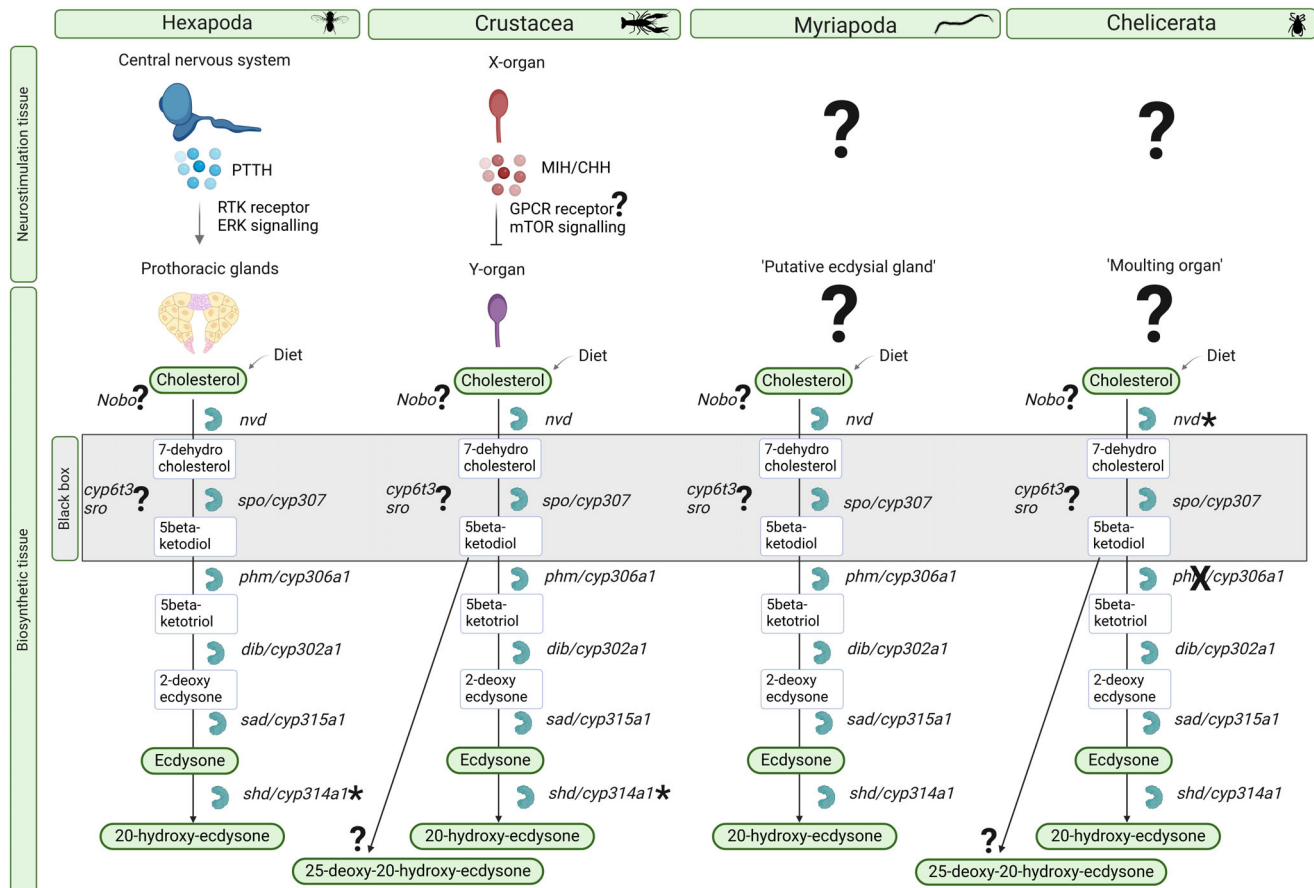 Hexapoda
Crustacea
Myriapoda
Chelicerata
Neurostimulation tissue
Central nervous system
PTTH
RTK receptor
ERK signalling
X-organ
MIH/CHH
GPCR receptor?
mTOR signalling
?
?
Biosynthetic tissue
Black box
Prothoracic glands
Diet
Cholesterol
Nobo?
nvd
7-dehydro
cholesterol
cyp6t3
sro ?
spo/cyp307
5beta-
ketodiol
phm/cyp306a1
5beta-
ketotriol
dib/cyp302a1
2-deoxy
ecdysone
sad/cyp315a1
Ecdysone
shd/cyp314a1*
20-hydroxy-ecdysone
Y-organ
Diet
Cholesterol
Nobo?
nvd
7-dehydro
cholesterol
cyp6t3
sro ?
spo/cyp307
5beta-
ketodiol
phm/cyp306a1
5beta-
ketotriol
dib/cyp302a1
2-deoxy
ecdysone
sad/cyp315a1
Ecdysone
shd/cyp314a1*
20-hydroxy-ecdysone
?
25-deoxy-20-hydroxy-ecdysone
'Putative ecdysial gland'
?
Cholesterol
Nobo?
nvd
7-dehydro
cholesterol
cyp6t3
sro ?
spo/cyp307
5beta-
ketodiol
phm/cyp306a1
5beta-
ketotriol
dib/cyp302a1
2-deoxy
ecdysone
sad/cyp315a1
Ecdysone
shd/cyp314a1
20-hydroxy-ecdysone
'Moulting organ'
?
Diet
Cholesterol
Nobo?
nvd*
7-dehydro
cholesterol
cyp6t3
sro ?
spo/cyp307
5beta-
ketodiol
phm/cyp306a1
X
5beta-
ketotriol
dib/cyp302a1
2-deoxy
ecdysone
sad/cyp315a1
Ecdysone
shd/cyp314a1
20-hydroxy-ecdysone
?
25-deoxy-20-hydroxy-ecdysone